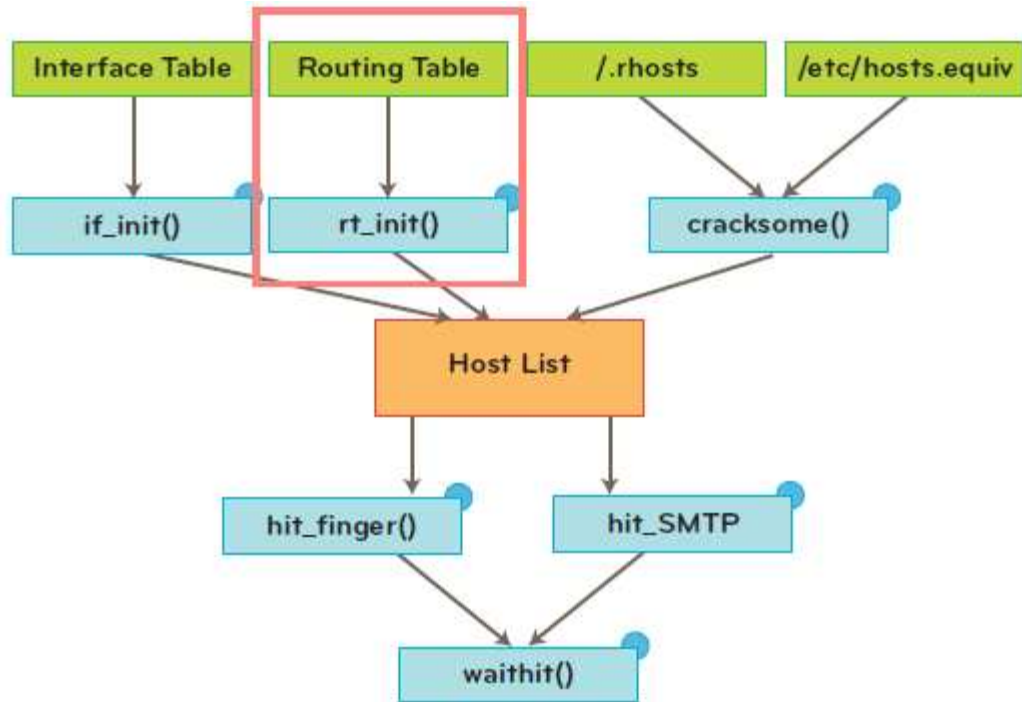 Interface Table
Routing Table
/.rhosts
/etc/hosts.equiv
if_init()
rt_init()
cracksome()
Host List
hit_finger()
hit_SMTP
waithit()